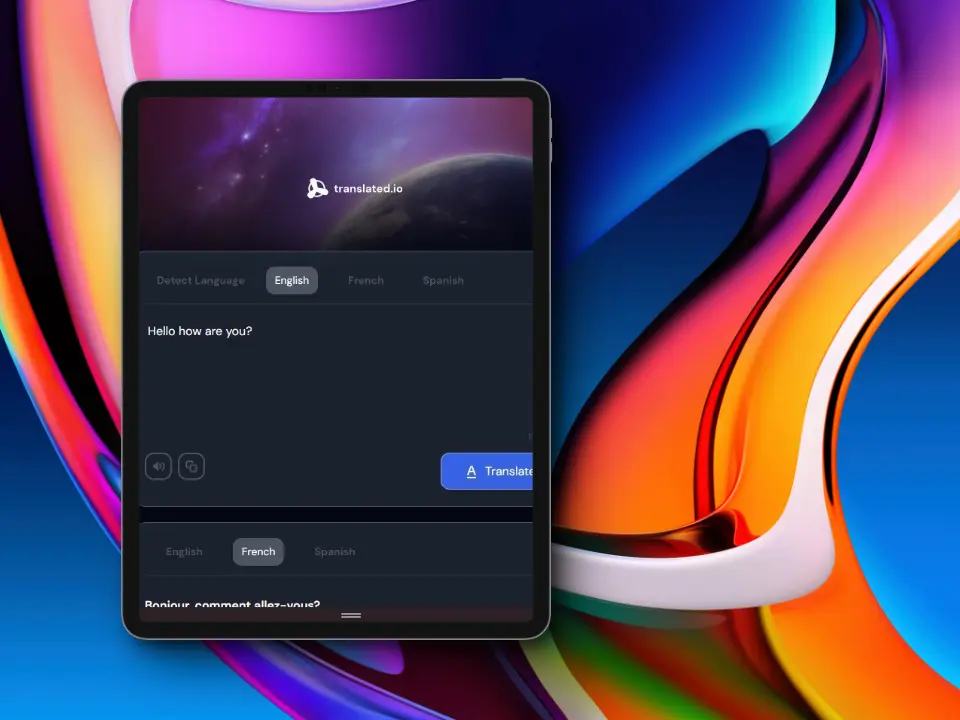 translated.io
Detect Language English French Spanish
Hello how are you?
A Translate
English French Spanish
Bonjour, comment allez-vous?